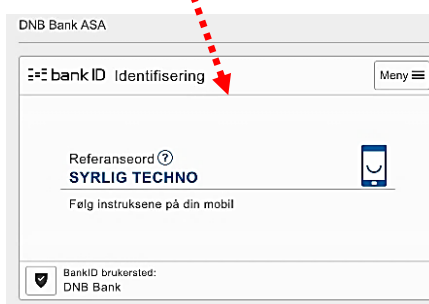 DNB Bank ASA
bankID Identifisering
Meny
Referanseord ?
SYRLIG TECHNO
Følg instruksene på din mobil
BankID brukersted:
DNB Bank